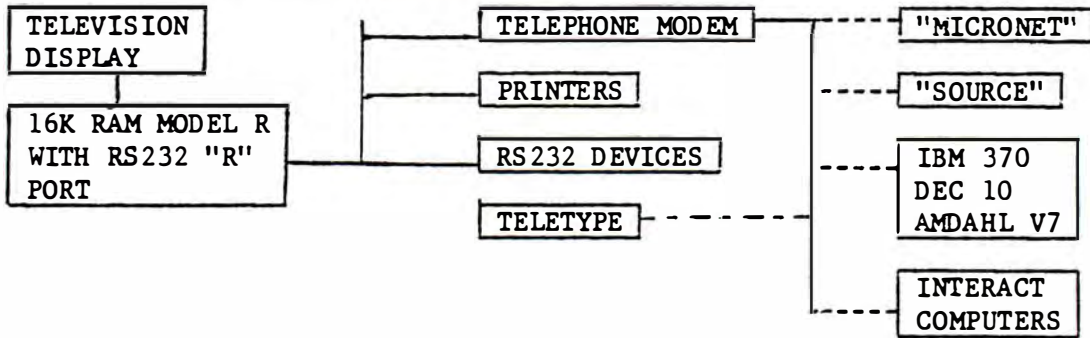 TELEVISION
DISPLAY
16K RAM MODEL R
WITH RS232 "R"
PORT
TELEPHONE MODEM
PRINTERS
RS232 DEVICES
TELETYPE
"MICRONET"
"SOURCE"
IBM 370
DEC 10
AMDAHL V7
INTERACT
COMPUTERS